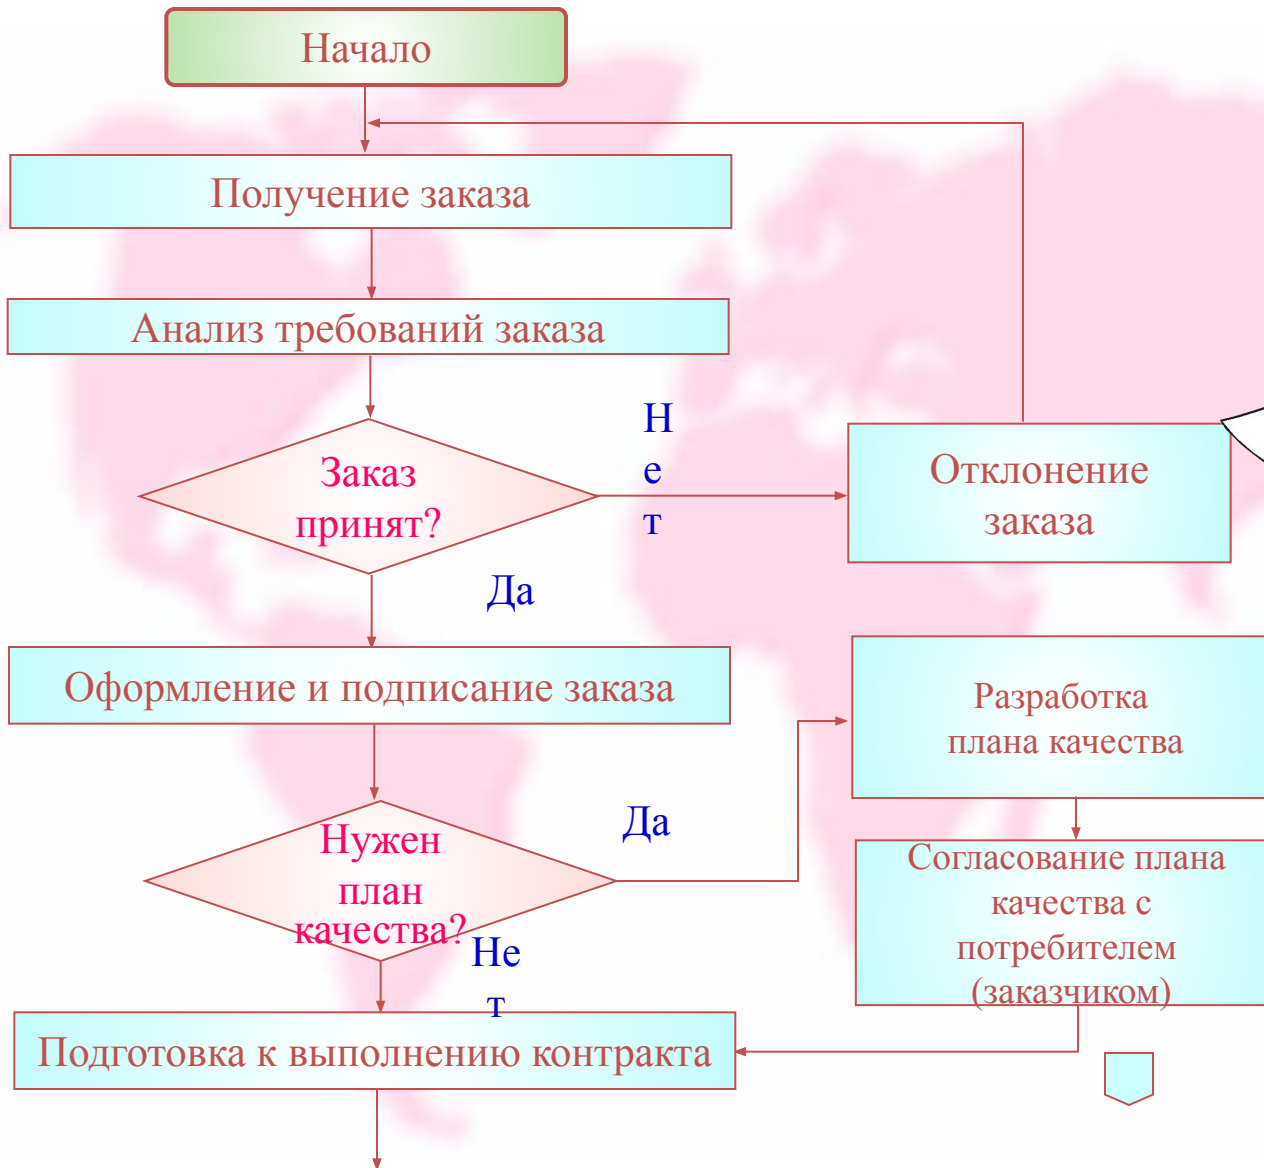 Начало
Получение заказа
Анализ требований заказа
Заказ
принят?
Н
е
т
Отклонение
заказа
Да
Оформление и подписание заказа
Разработка
плана качества
Нужен
план
качества?
Да
Согласование плана
качества с
потребителем
(заказчиком)
Не
т
Подготовка к выполнению контракта